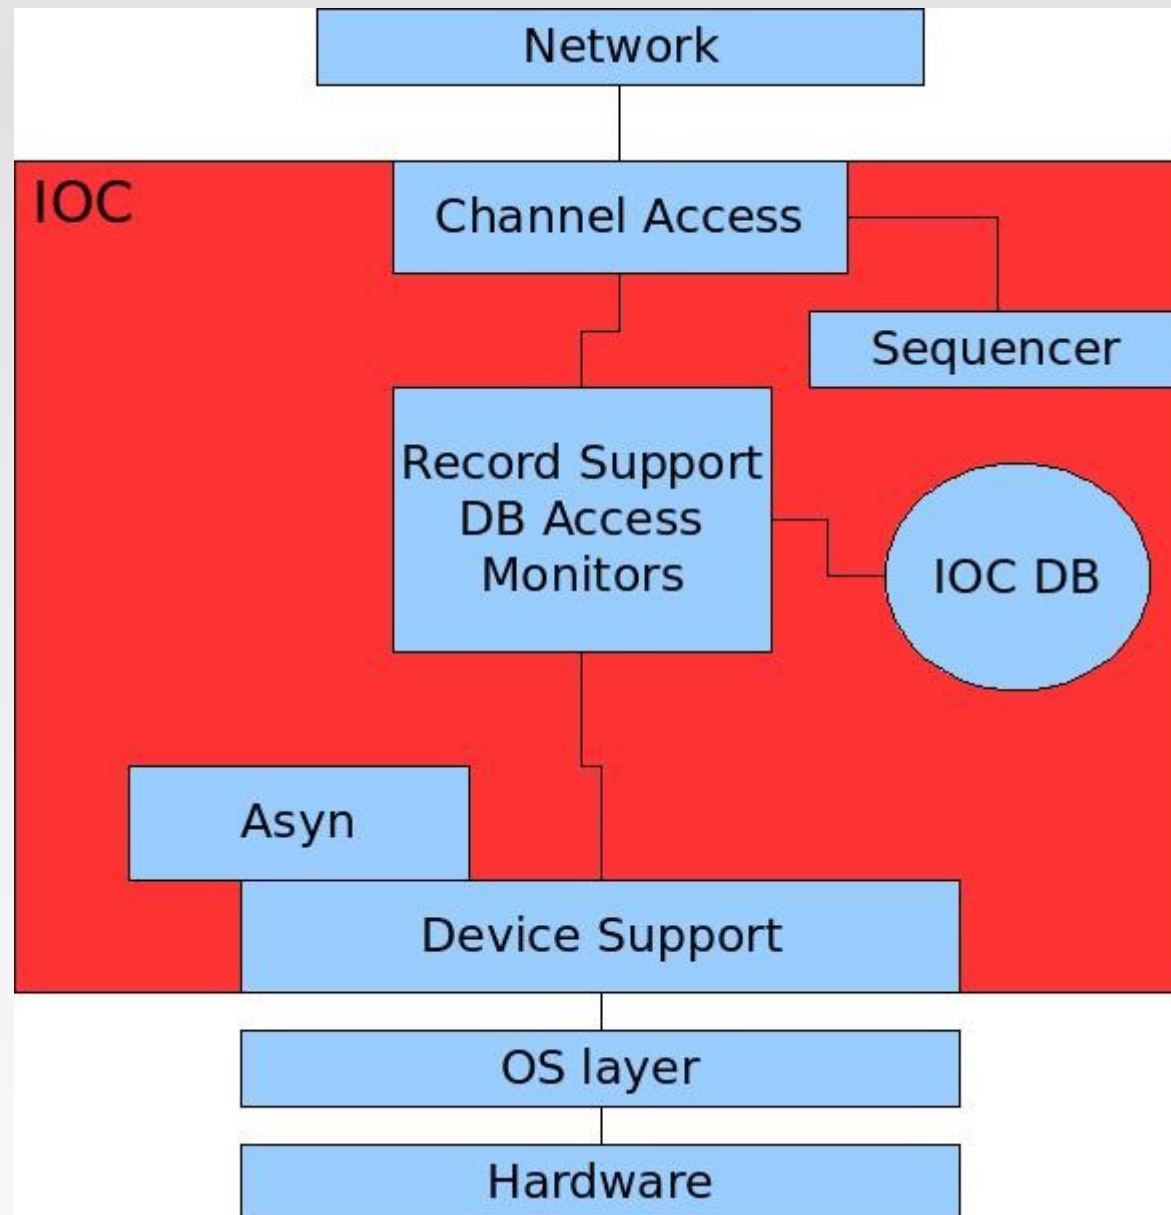 Network
IOC
Channel Access
Sequencer
Record Support
DB Access
Monitors
IOC DB
Asyn
Device Support
OS layer
Hardware